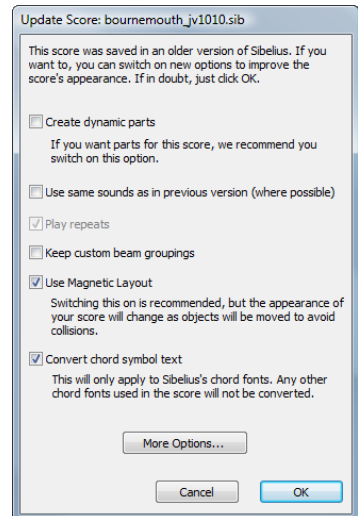 Update Score: bournemouth_jv1010.sib
This score was saved in an older version of Sibelius. If you
want to, you can switch on new options to improve the
score's appearance. If in doubt, just click OK.
Create dynamic parts
If you want parts for this score, we recommend you
switch on this option.
Use same sounds as in previous version (where possible)
Play repeats
Keep custom beam groupings
Use Magnetic Layout
Switching this on is recommended, but the appearance of
your score will change as objects will be moved to avoid
collisions.
Convert chord symbol text
This will only apply to Sibelius's chord fonts. Any other
chord fonts used in the score will not be converted.
More Options...
Cancel
OK